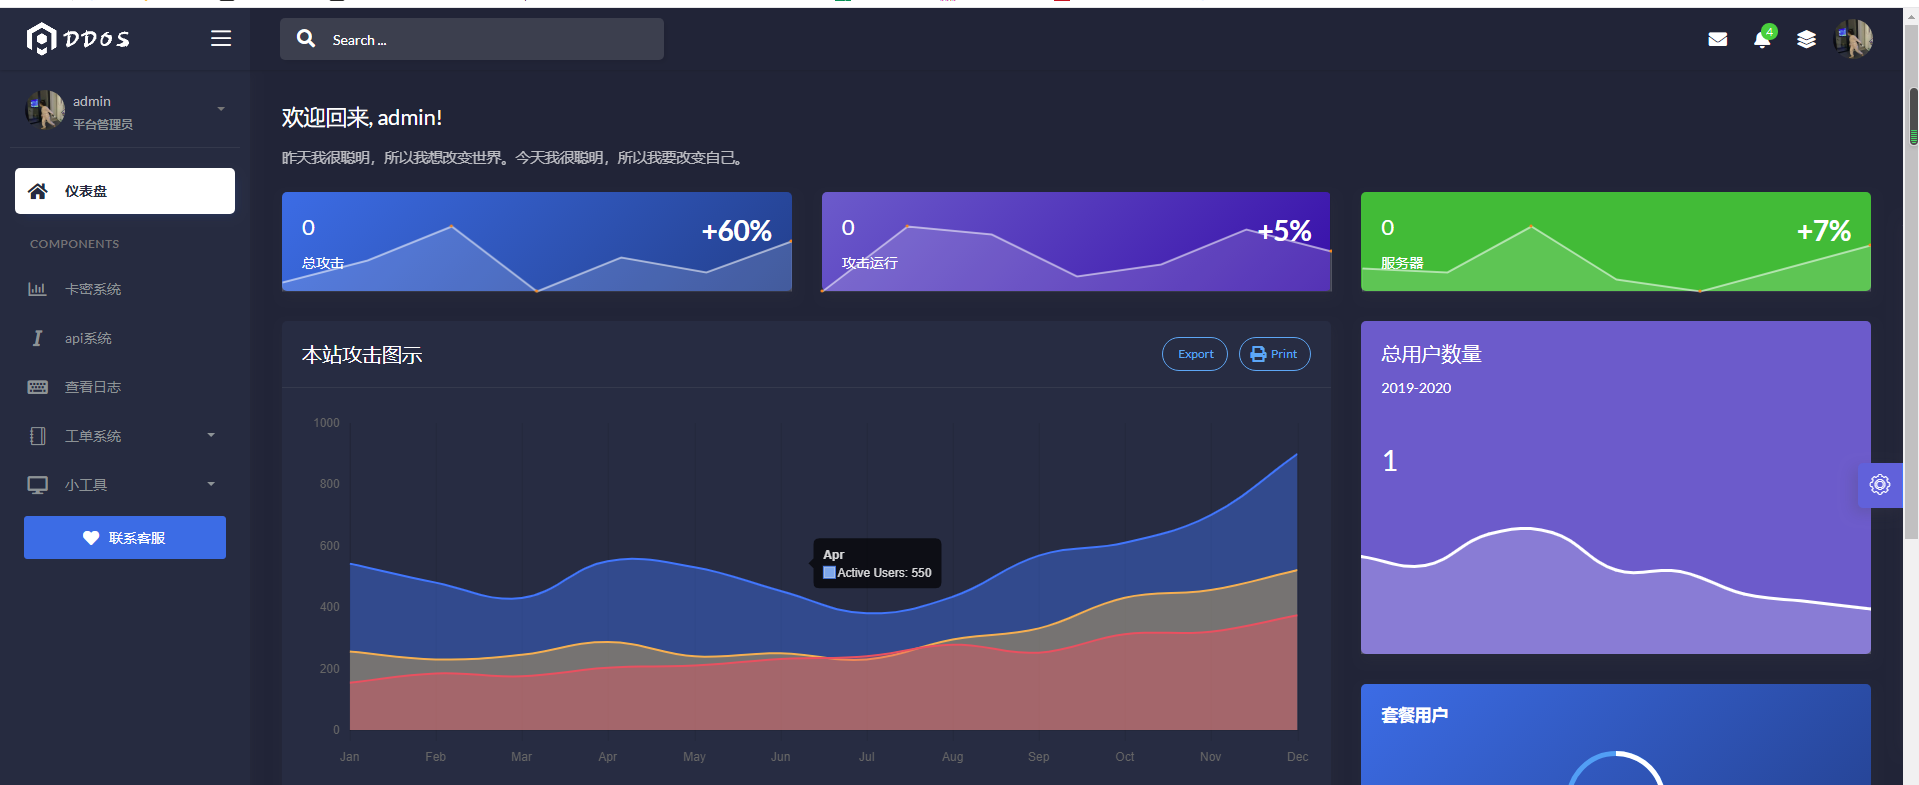 DDOS
Search ...
4
admin
平台管理员
仪表盘
COMPONENTS
卡密系统
api系统
查看日志
工单系统
小工具
联系客服
欢迎回来, admin!
昨天我很聪明，所以我想改变世界。今天我很聪明，所以我要改变自己。
0
+60%
总攻击
0
+5%
攻击运行
0
+7%
服务器
本站攻击图示
Export
Print
1000
800
600
400
200
0
Apr
Active Users: 550
Jan
Feb
Mar
Apr
May
Jun
Jul
Aug
Sep
Oct
Nov
Dec
总用户数量
2019-2020
1
套餐用户